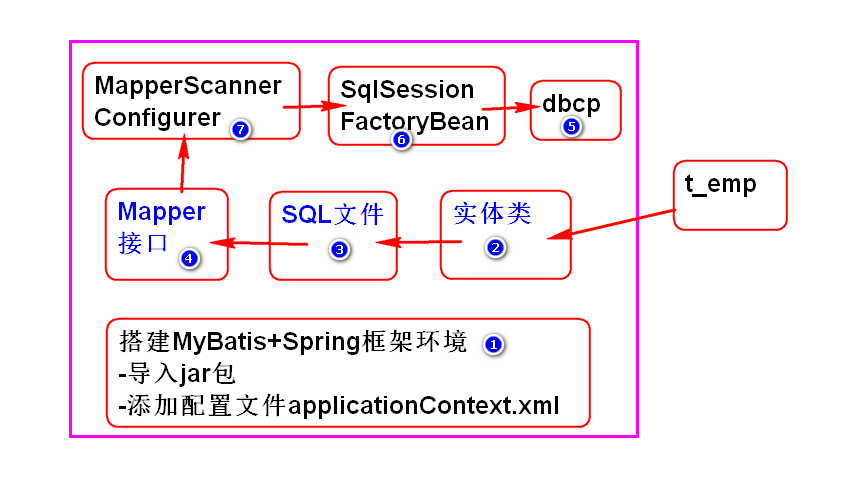 MapperScanner
Configurer
7
SqlSession
FactoryBean
6
dbcp
5
t_emp
Mapper
接口
4
SQL文件
3
实体类
2
搭建MyBatis+Spring框架环境 1
-导入jar包
-添加配置文件applicationContext.xml